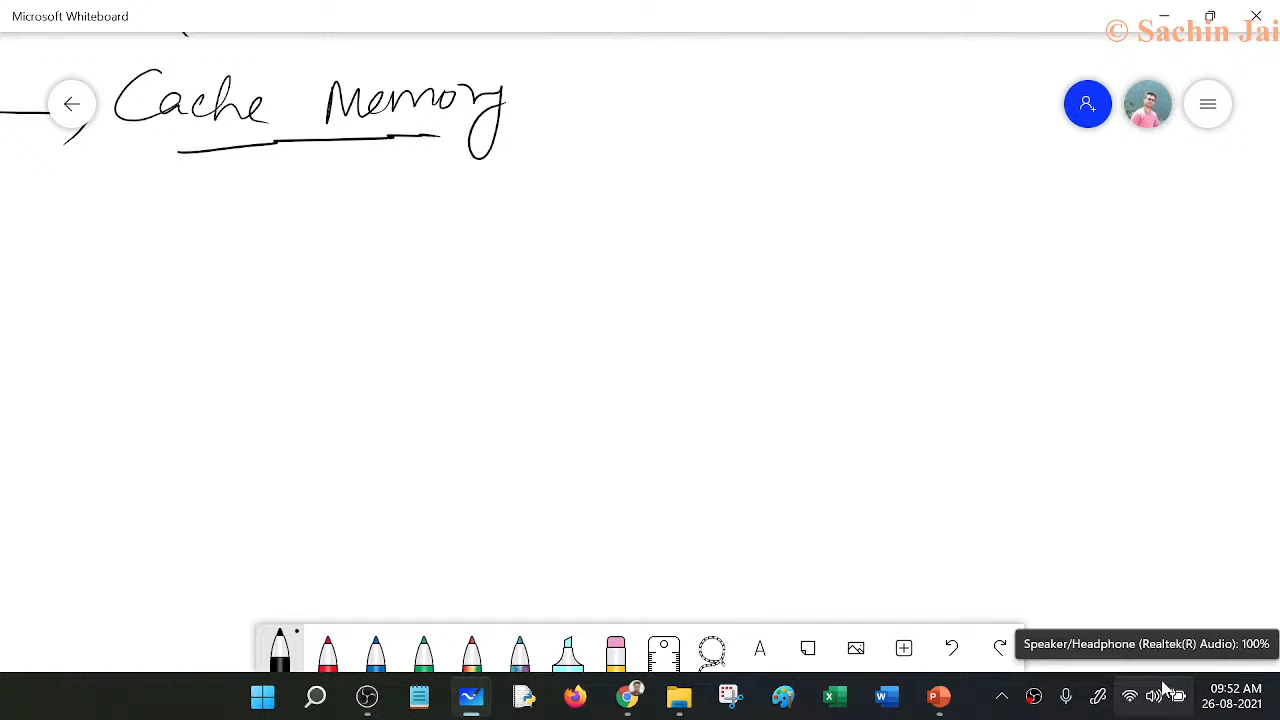 Microsoft Whiteboard
© Sachin Jai
Cache Memory
A
Speaker/Headphone (Realtek(R) Audio): 100%
09:52 AM
26-08-2021